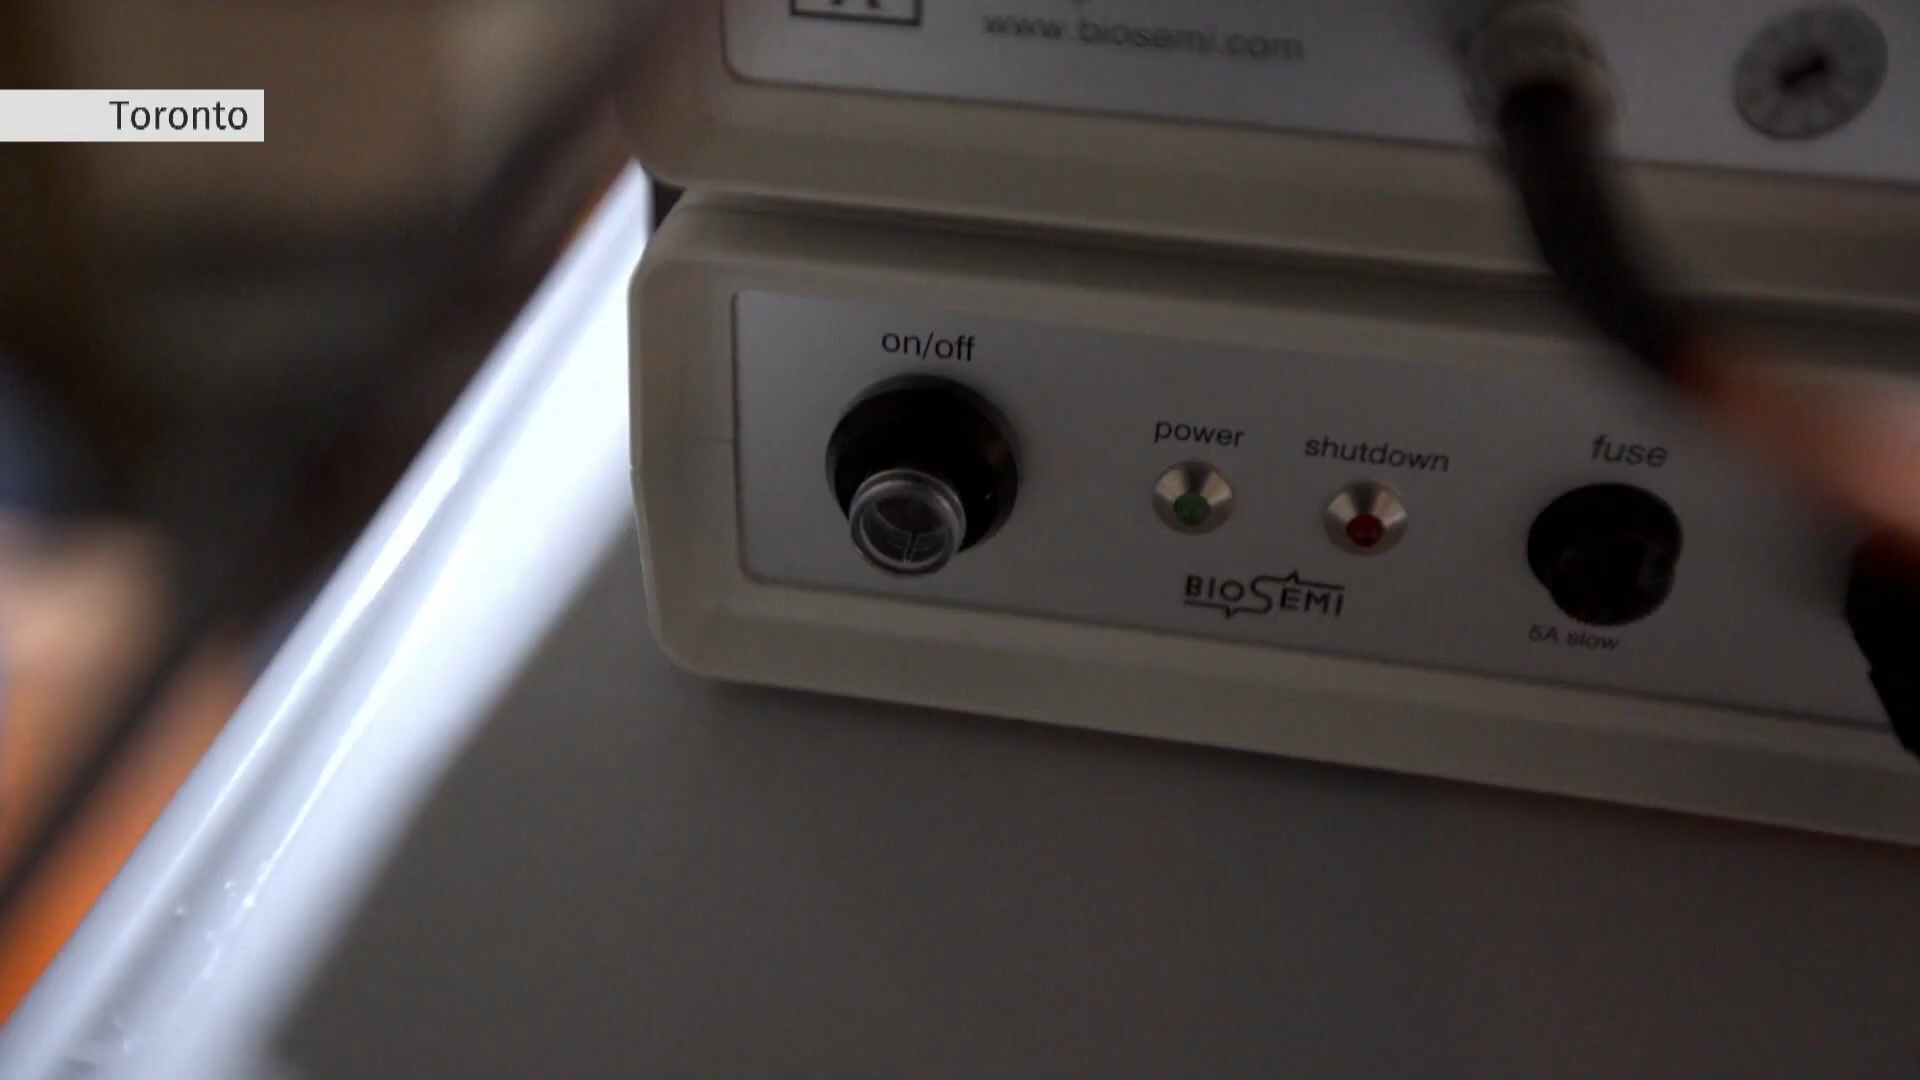 Toronto
www.biosemi.com
on/off
power
shutdown
fuse
BIOSEMI
5A slow